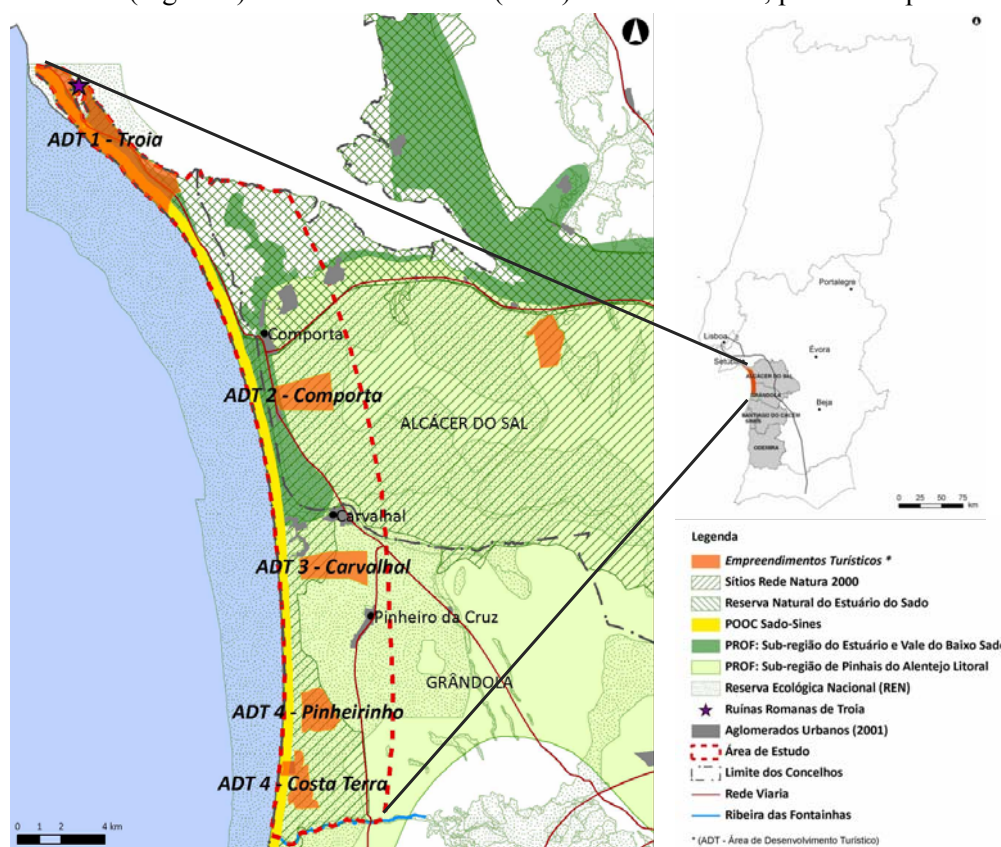 ADT 1 - Troia
Comporta
ADT 2 - Comporta
ALCÁCER DO SAL
Carvalhal
ADT 3 - Carvalhal
Pinheiro da Cruz
GRÂNDOLA
ADT 4 - Pinheirinho
ADT 4 - Costa Terra
0 1 2 4 km
Portalegre
Lisboa
Évora
ALCÁCER DO SAL
GRÂNDOLA
Beja
SANTIAGO DO CACÉM
SINES
ODEMIRA
0 25 50 75
km
Legenda
Empreendimentos Turísticos *
Sítios Rede Natura 2000
Reserva Natural do Estuário do Sado
POOC Sado-Sines
PROF: Sub-região do Estuário e Vale do Baixo Sado
PROF: Sub-região de Pinhais do Alentejo Litoral
Reserva Ecológica Nacional (REN)
Ruínas Romanas de Troia
Aglomerados Urbanos (2001)
Área de Estudo
Limite dos Concelhos
Rede Viaria
Ribeira das Fontainhas
* (ADT - Área de Desenvolvimento Turístico)